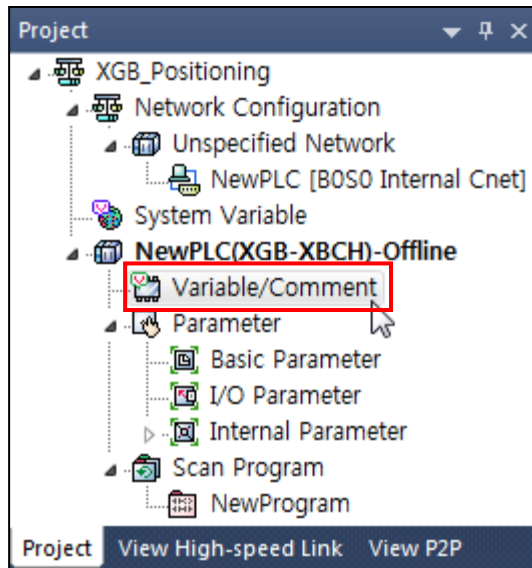 Project
XGB_Positioning
Network Configuration
Unspecified Network
NewPLC [B0S0 Internal Cnet]
System Variable
NewPLC(XGB-XBCH)-Offline
Variable/Comment
Parameter
Basic Parameter
I/O Parameter
Internal Parameter
Scan Program
NewProgram
Project View High-speed Link View P2P